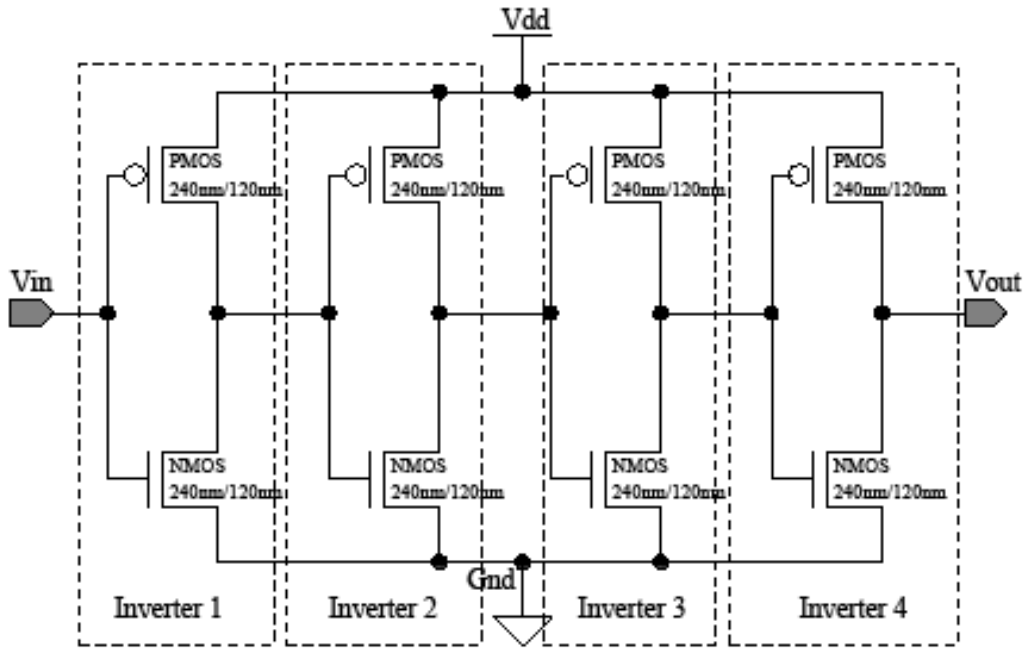 Vdd
PMOS
240nm/120nm
PMOS
240nm/120nm
PMOS
240nm/120nm
PMOS
240nm/120nm
Vin
Vout
NMOS
240nm/120nm
NMOS
240nm/120nm
NMOS
240nm/120nm
NMOS
240nm/120nm
Gnd
Inverter 1
Inverter 2
Inverter 3
Inverter 4